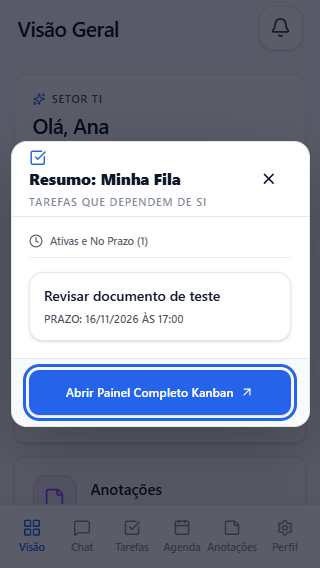 Visão Geral
SETOR TI
Olá, Ana
Resumo: Minha Fila
TAREFAS QUE DEPENDEM DE SI
Ativas e No Prazo (1)
Revisar documento de teste
PRAZO: 16/11/2026 ÀS 17:00
Abrir Painel Completo Kanban
Anotações
Visão Chat Tarefas Agenda Anotações Perfil